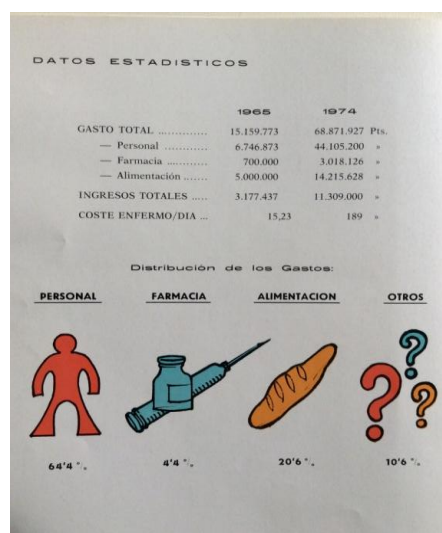 DATOS ESTADISTICOS
1965 1974
GASTO TOTAL ............. 15.159.773 68.871.927 Pts.
— Personal ............ 6.746.873 44.105.200 »
— Farmacia ........... 700.000 3.018.126 »
— Alimentación ....... 5.000.000 14.215.628 »
INGRESOS TOTALES ..... 3.177.437 11.309.000 »
COSTE ENFERMO/DIA ... 15,23 189 »
Distribución de los Gastos:
PERSONAL FARMACIA ALIMENTACION OTROS
64'4 % 4'4 % 20'6 % 10'6 %